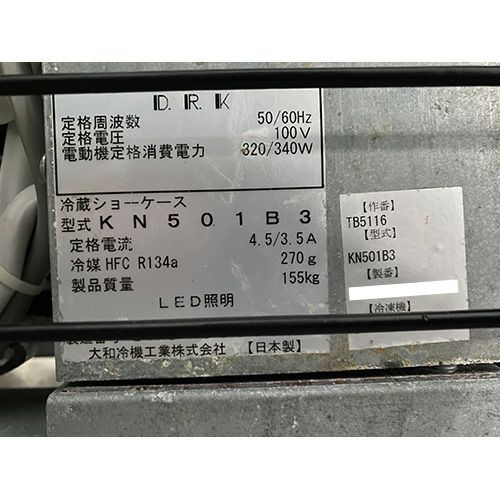 D.R.K
定格周波数 50/60Hz
定格電圧 100V
電動機定格消費電力 320/340W
冷蔵ショーケース
型式 KN501B3
定格電流 4.5/3.5A
冷媒 HFC R134a 270g
製品質量 155kg
LED照明
大和冷機工業株式会社 【日本製】
【作番】
TB5116
【型式】
KN501B3
【製番】
【冷凍機】